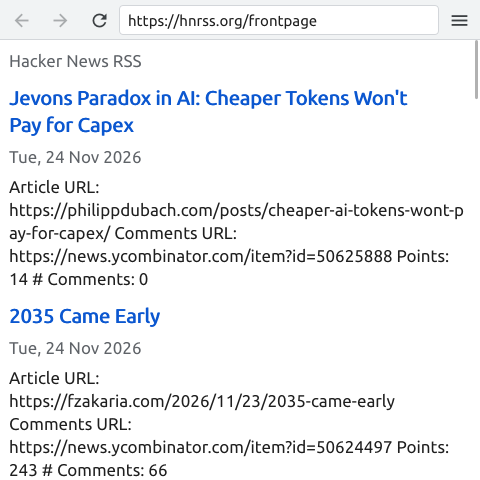 https://hnrss.org/frontpage
Hacker News RSS
Jevons Paradox in AI: Cheaper Tokens Won't
Pay for Capex
Tue, 24 Nov 2026
Article URL:
https://philippdubach.com/posts/cheaper-ai-tokens-wont-p
ay-for-capex/ Comments URL:
https://news.ycombinator.com/item?id=50625888 Points:
14 # Comments: 0
2035 Came Early
Tue, 24 Nov 2026
Article URL:
https://fzakaria.com/2026/11/23/2035-came-early
Comments URL:
https://news.ycombinator.com/item?id=50624497 Points:
243 # Comments: 66